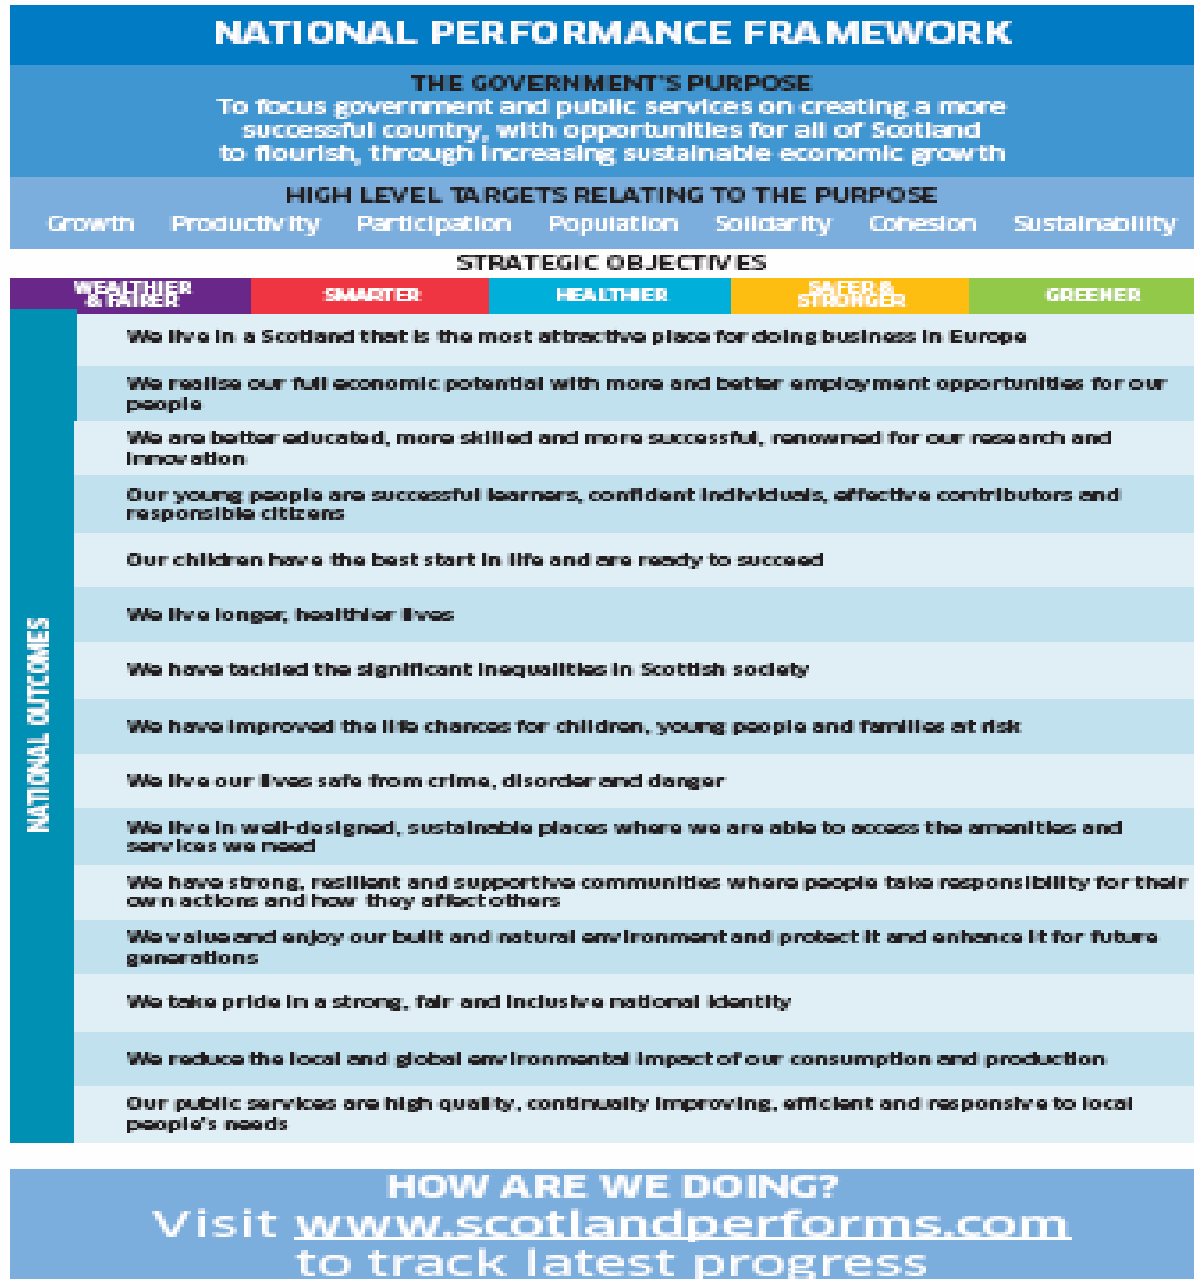 NATIONAL PERFORMANCE FRAMEWORK
THE GOVERNMENT'S PURPOSE
To focus government and public services on creating a more
successful country, with opportunities for all of Scotland
to flourish, through increasing sustainable economic growth
HIGH LEVEL TARGETS RELATING TO THE PURPOSE
Growth Productivity Participation Population Solidarity Cohesion Sustainability
STRATEGIC OBJECTIVES
WEALTHIER
& FAIRER
SMARTER
HEALTHIER
SAFER &
STRONGER
GREENER
NATIONAL OUTCOMES
We live in a Scotland that is the most attractive place for doing business in Europe
We realise our full economic potential with more and better employment opportunities for our
people
We are better educated, more skilled and more successful, renowned for our research and
innovation
Our young people are successful learners, confident individuals, effective contributors and
responsible citizens
Our children have the best start in life and are ready to succeed
We live longer, healthier lives
We have tackled the significant inequalities in Scottish society
We have improved the life chances for children, young people and families at risk
We live our lives safe from crime, disorder and danger
We live in well-designed, sustainable places where we are able to access the amenities and
services we need
We have strong, resilient and supportive communities where people take responsibility for their
own actions and how they affect others
We value and enjoy our built and natural environment and protect it and enhance it for future
generations
We take pride in a strong, fair and inclusive national identity
We reduce the local and global environmental impact of our consumption and production
Our public services are high quality, continually improving, efficient and responsive to local
people's needs
HOW ARE WE DOING?
Visit www.scotlandperforms.com
to track latest progress